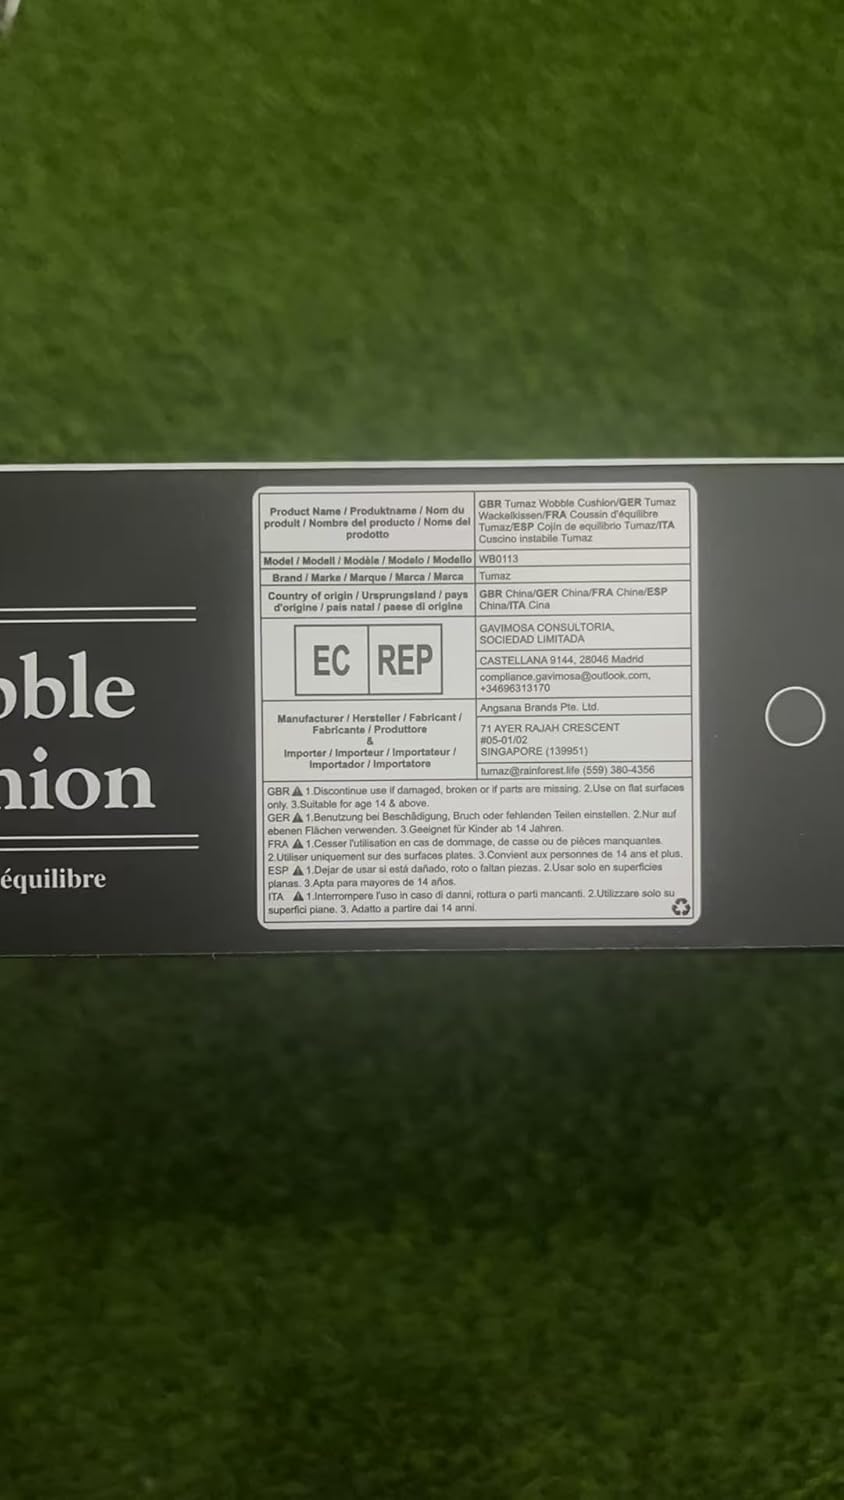 bble
hion
équilibre
Product Name / Produktname / Nom du
produit / Nombre del producto / Nome del
prodotto
GBR Tumaz Wobble Cushion/GER Tumaz
Wackelkissen/FRA Coussin d'équilibre
Tumaz/ESP Cojin de equilibrio Tumaz/ITA
Cuscino instabile Tumaz
Model / Modell / Modèle / Modelo / Modello
WB0113
Brand / Marke / Marque / Marca / Marca
Tumaz
Country of origin / Ursprungsland / pays
d'origine / pais natal / paese di origine
GBR China/GER China/FRA Chine/ESP
China/ITA Cina
EC REP
GAVIMOSA CONSULTORIA,
SOCIEDAD LIMITADA
CASTELLANA 9144, 28046 Madrid
compliance.gavimosa@outlook.com,
+34696313170
Manufacturer / Hersteller / Fabricant /
Fabricante / Produttore
&
Importer / Importeur / Importateur /
Importador / Importatore
Angsana Brands Pte. Ltd.
71 AYER RAJAH CRESCENT
#05-01/02
SINGAPORE (139951)
tumaz@rainforest.life (559) 380-4356
GBR ⚠ 1.Discontinue use if damaged, broken or if parts are missing. 2.Use on flat surfaces
only. 3.Suitable for age 14 & above.
GER ⚠ 1.Benutzung bei Beschädigung, Bruch oder fehlenden Teilen einstellen. 2.Nur auf
ebenen Flächen verwenden. 3.Geeignet für Kinder ab 14 Jahren.
FRA ⚠ 1.Cesser l'utilisation en cas de dommage, de casse ou de pièces manquantes.
2.Utiliser uniquement sur des surfaces plates. 3.Convient aux personnes de 14 ans et plus.
ESP ⚠ 1.Dejar de usar si está dañado, roto o faltan piezas. 2.Usar solo en superficies
planas. 3.Apta para mayores de 14 años.
ITA ⚠ 1.Interrompere l'uso in caso di danni, rottura o parti mancanti. 2.Utilizzare solo su
superfici piane. 3. Adatto a partire dai 14 anni.